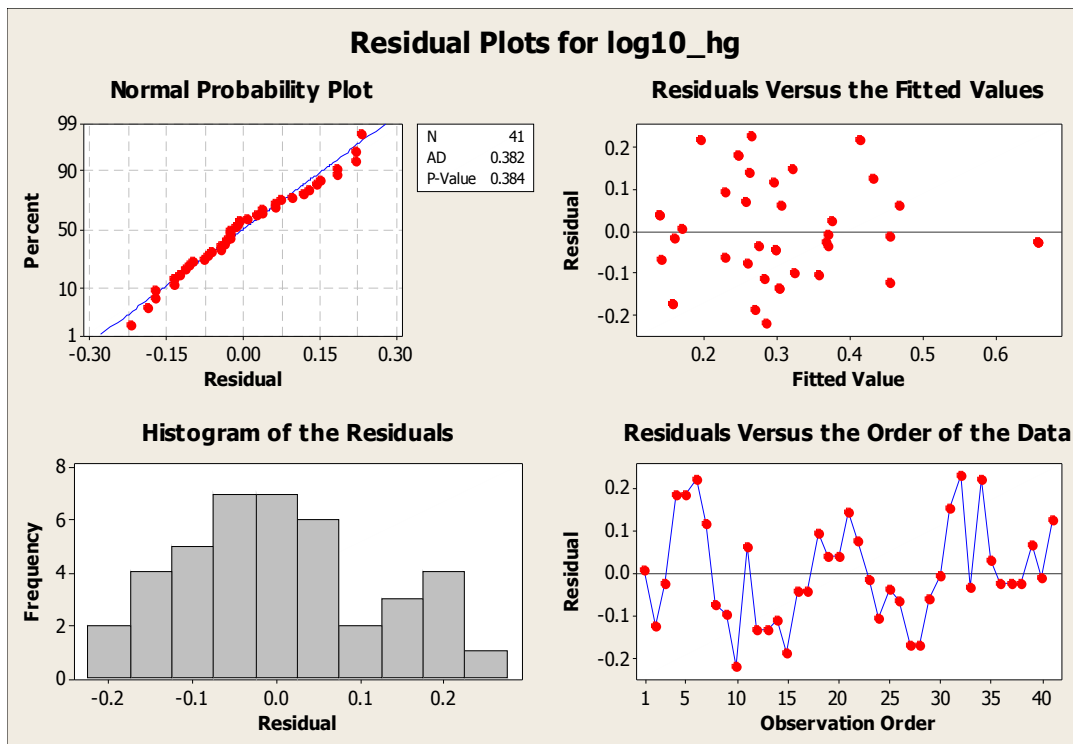 Residual Plots for log10_hg
Normal Probability Plot
99
90
50
10
1
Percent
-0.30 -0.15 0.00 0.15 0.30
Residual
N 41
AD 0.382
P-Value 0.384
Residuals Versus the Fitted Values
0.2
0.1
0.0
-0.1
-0.2
Residual
0.2 0.3 0.4 0.5 0.6
Fitted Value
Histogram of the Residuals
8
6
4
2
0
Frequency
-0.2 -0.1 0.0 0.1 0.2
Residual
Residuals Versus the Order of the Data
0.2
0.1
0.0
-0.1
-0.2
Residual
1 5 10 15 20 25 30 35 40
Observation Order